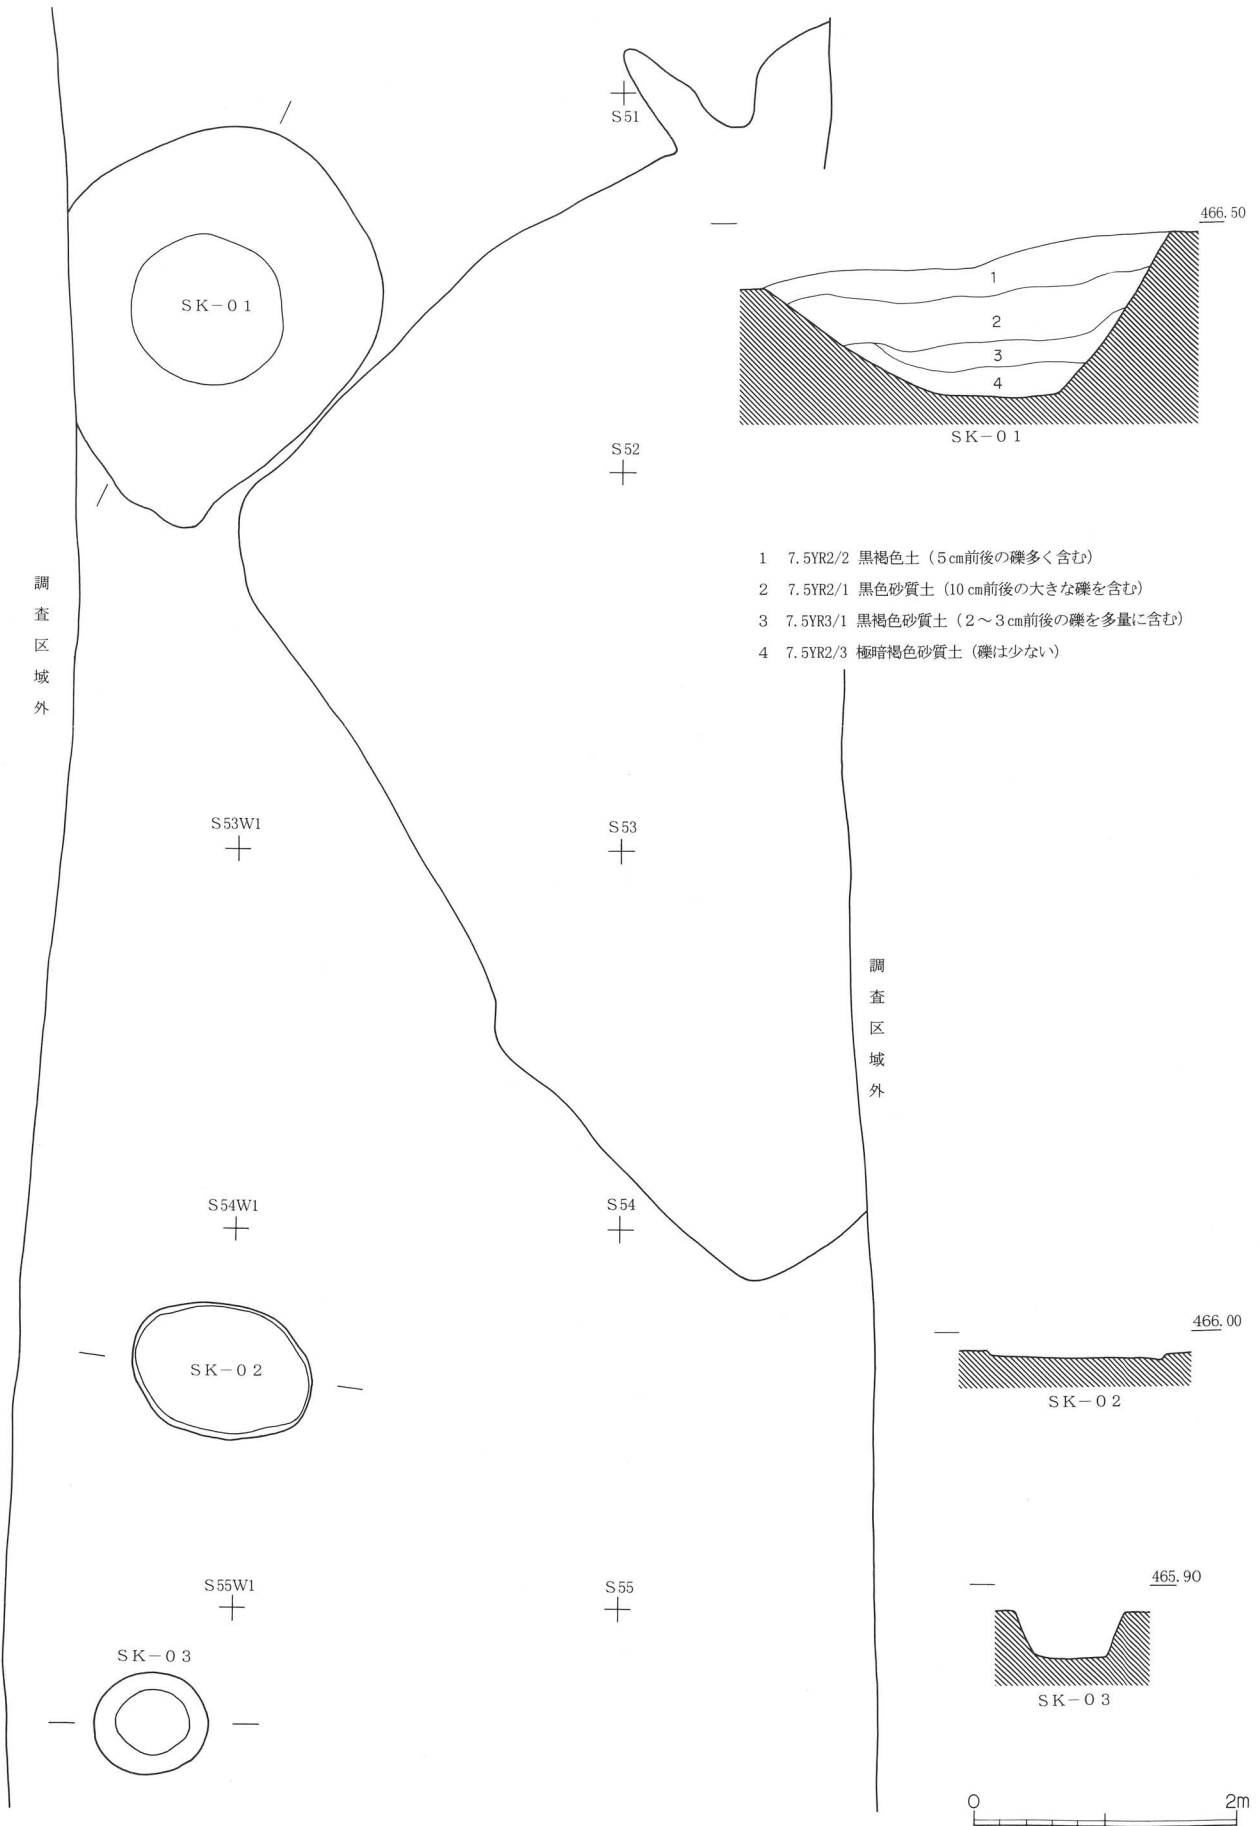 S51
466.50
SK-01
1
2
3
4
SK-01
S52
1 7.5YR2/2 黒褐色土（5cm前後の礫多く含む）
2 7.5YR2/1 黒色砂質土（10cm前後の大きな礫を含む）
3 7.5YR3/1 黒褐色砂質土（2～3cm前後の礫を多量に含む）
4 7.5YR2/3 極暗褐色砂質土（礫は少ない）
調査区域外
S53W1
S53
調査区域外
S54W1
S54
466.00
SK-02
SK-02
S55W1
S55
465.90
SK-03
SK-03
0 2m